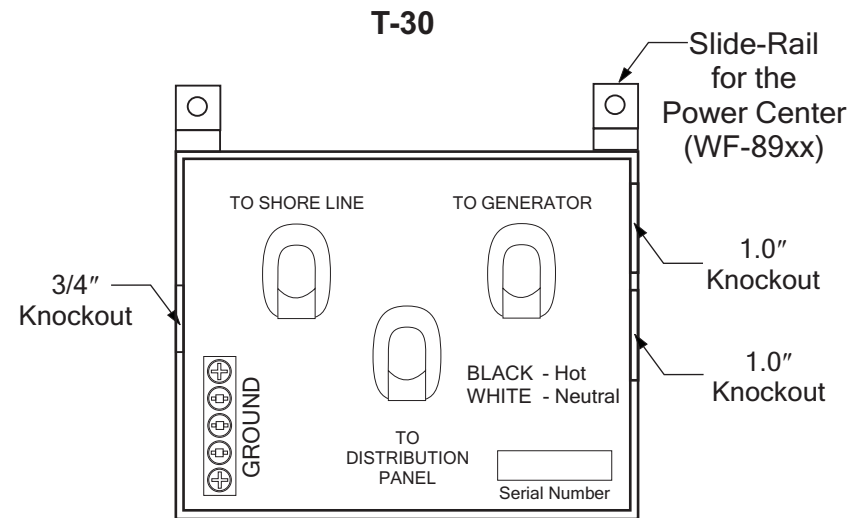 T-30
Slide-Rail
for the
Power Center
(WF-89xx)
TO SHORE LINE
TO GENERATOR
3/4″
Knockout
1.0″
Knockout
1.0″
Knockout
BLACK - Hot
WHITE - Neutral
GROUND
TO
DISTRIBUTION
PANEL
Serial Number